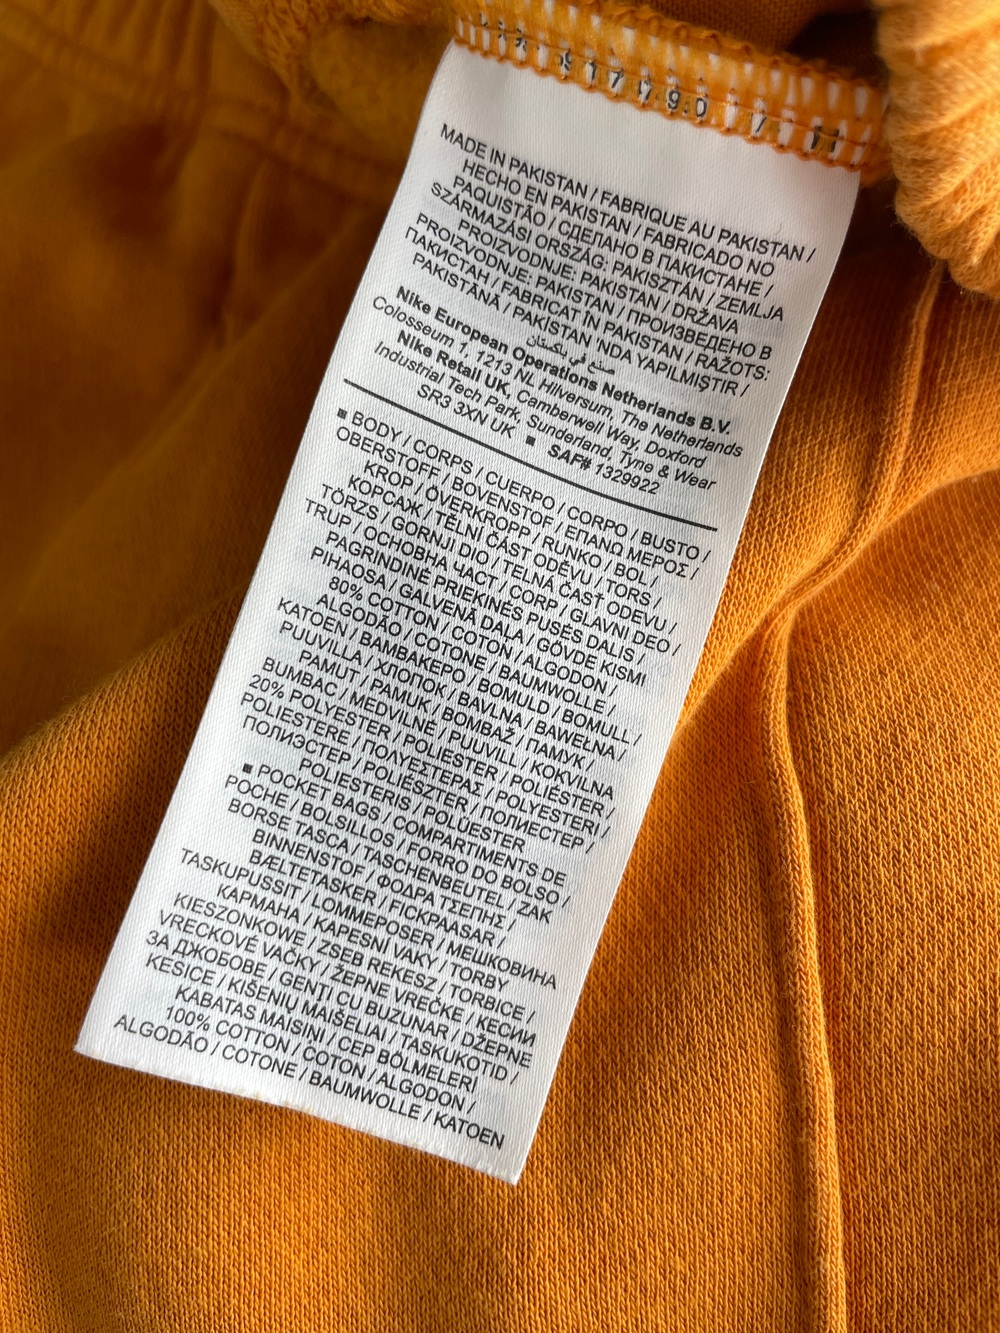 MADE IN PAKISTAN / FABRIQUE AU PAKISTAN /
HECHO EN PAKISTAN / FABRICADO NO
PAQUISTÃO / СДЕЛАНО В ПАКИСТАНЕ /
SZÁRMAZÁSI ORSZÁG: PAKISZTÁN / ZEMLJA
PROIZVODNJE: PAKISTAN / DRŽAVA
PROIZVODNJE: PAKISTAN / ПРОИЗВЕДЕНО В
ПАКИСТАН / FABRICAT ÎN PAKISTAN / RAŽOTS:
PAKISTĀNĀ / PAKISTAN 'NDA YAPILMIŞTIR /
صنع في باكستان
Nike European Operations Netherlands B.V.
Colosseum 1, 1213 NL Hilversum, The Netherlands
Nike Retail UK, Camberwell Way, Doxford
Industrial Tech Park, Sunderland, Tyne & Wear
SR3 3XN UK ■ SAF# 1329922
■ BODY / CORPS / CUERPO / CORPO / BUSTO /
OBERSTOFF / BOVENSTOF / ΕΠΑΝΩ ΜΕΡΟΣ /
KROP / ÖVERKROPP / RUNKO / BOL /
КОРСАЖ / TĚLNÍ ČÁST ODĚVU / TORS /
TÖRZS / GORNJI DIO / TELNÁ ČASŤ ODEVU /
TRUP / ОСНОВНА ЧАСТ / CORP / GLAVNI DEO /
PAGRINDINĖ PRIEKINĖS PUSĖS DALIS /
PIHAOSA / GALVENĀ DAĻA / GÖVDE KISMI
80% COTTON / COTON / ALGODON /
ALGODÃO / COTONE / BAUMWOLLE /
KATOEN / ΒΑΜΒΑΚΕΡΟ / BOMULD / BOMULL /
PUUVILLA / ХЛОПОК / BAVLNA / BAWEŁNA /
PAMUT / PAMUK / BOMBAŽ / ПАМУК /
BUMBAC / MEDVILNĖ / PUUVILL / KOKVILNA
20% POLYESTER / POLIESTER / POLIÉSTER /
POLIESTERE / ΠΟΛΥΕΣΤΕΡΑΣ / POLYESTERI /
ПОЛИЭСТЕР / POLIÉSZTER / ПОЛИЕСТЕР /
POLIESTERIS / POLÜESTER
■ POCKET BAGS / COMPARTIMENTS DE
POCHE / BOLSILLOS / FORRO DO BOLSO /
BORSE TASCA / TASCHENBEUTEL / ZAK
BINNENSTOF / ΦΟΔΡΑ ΤΣΕΠΗΣ /
BÆLTETASKER / FICKPAASAR /
TASKUPUSSIT / LOMMEPOSER / МЕШКОВИНА
КАРМАНА / KAPESNÍ VAKY / TORBY
KIESZONKOWE / ZSEB REKESZ / TORBICE /
VRECKOVÉ VAČKY / ŽEPNE VREČKE / КЕСИИ
ЗА ДЖОБОВЕ / GENŢI CU BUZUNAR / DŽEPNE
KESICE / KIŠENIŲ MAIŠELIAI / TASKUKOTID /
KABATAS MAISIŅI / CEP BÖLMELERİ
100% COTTON / COTON / ALGODON /
ALGODÃO / COTONE / BAUMWOLLE / KATOEN